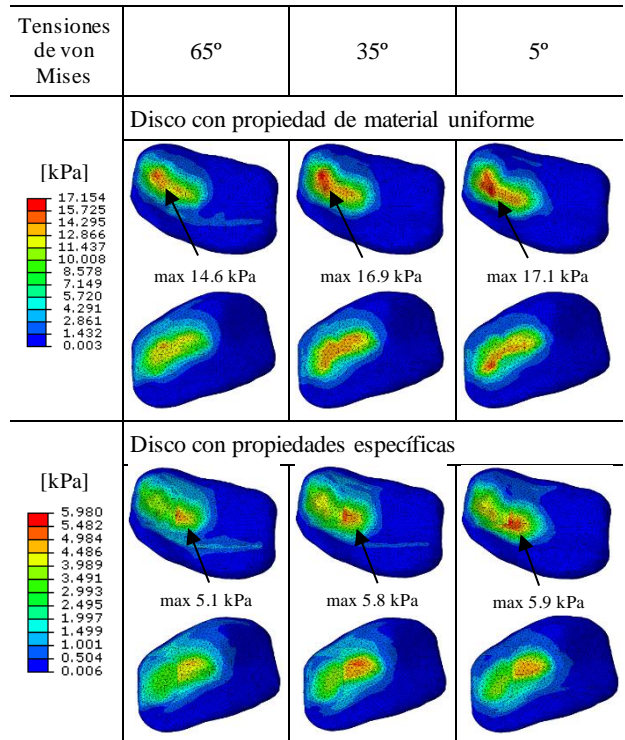 Tensiones
de von
Mises
65º
35º
5º
Disco con propiedad de material uniforme
[kPa]
17.154
15.725
14.295
12.866
11.437
10.008
8.578
7.149
5.720
4.291
2.861
1.432
0.003
max 14.6 kPa
max 16.9 kPa
max 17.1 kPa
Disco con propiedades específicas
[kPa]
5.980
5.482
4.984
4.486
3.989
3.491
2.993
2.495
1.997
1.499
1.001
0.504
0.006
max 5.1 kPa
max 5.8 kPa
max 5.9 kPa